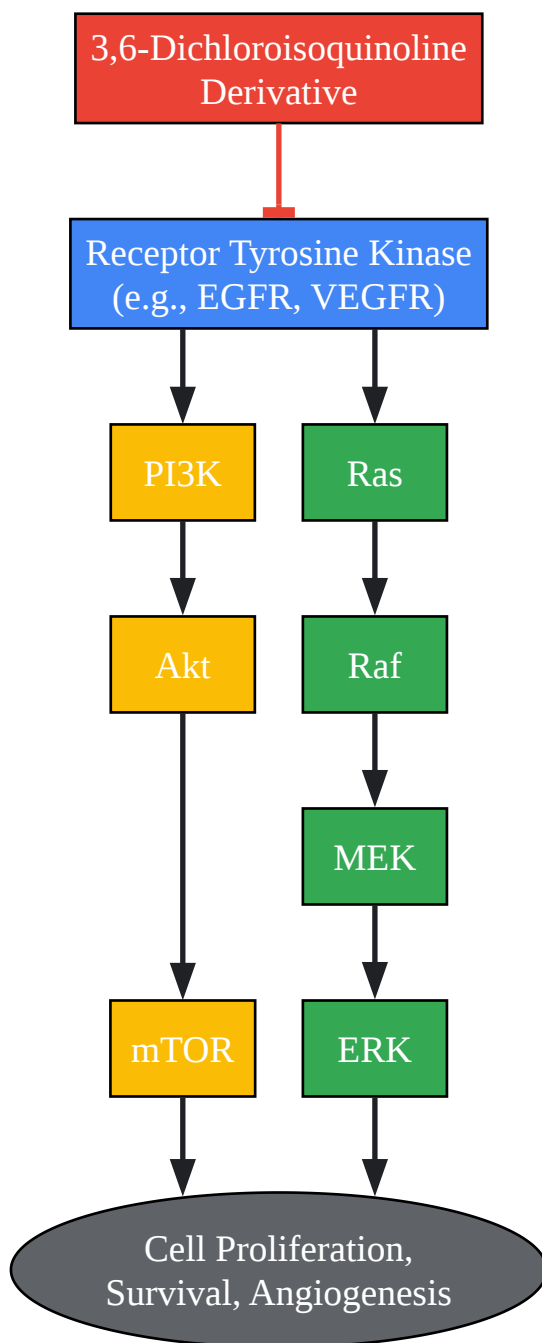 3,6-Dichloroisoquinoline
Derivative
Receptor Tyrosine Kinase
(e.g., EGFR, VEGFR)
PI3K
Ras
Akt
Raf
MEK
mTOR
ERK
Cell Proliferation,
Survival, Angiogenesis